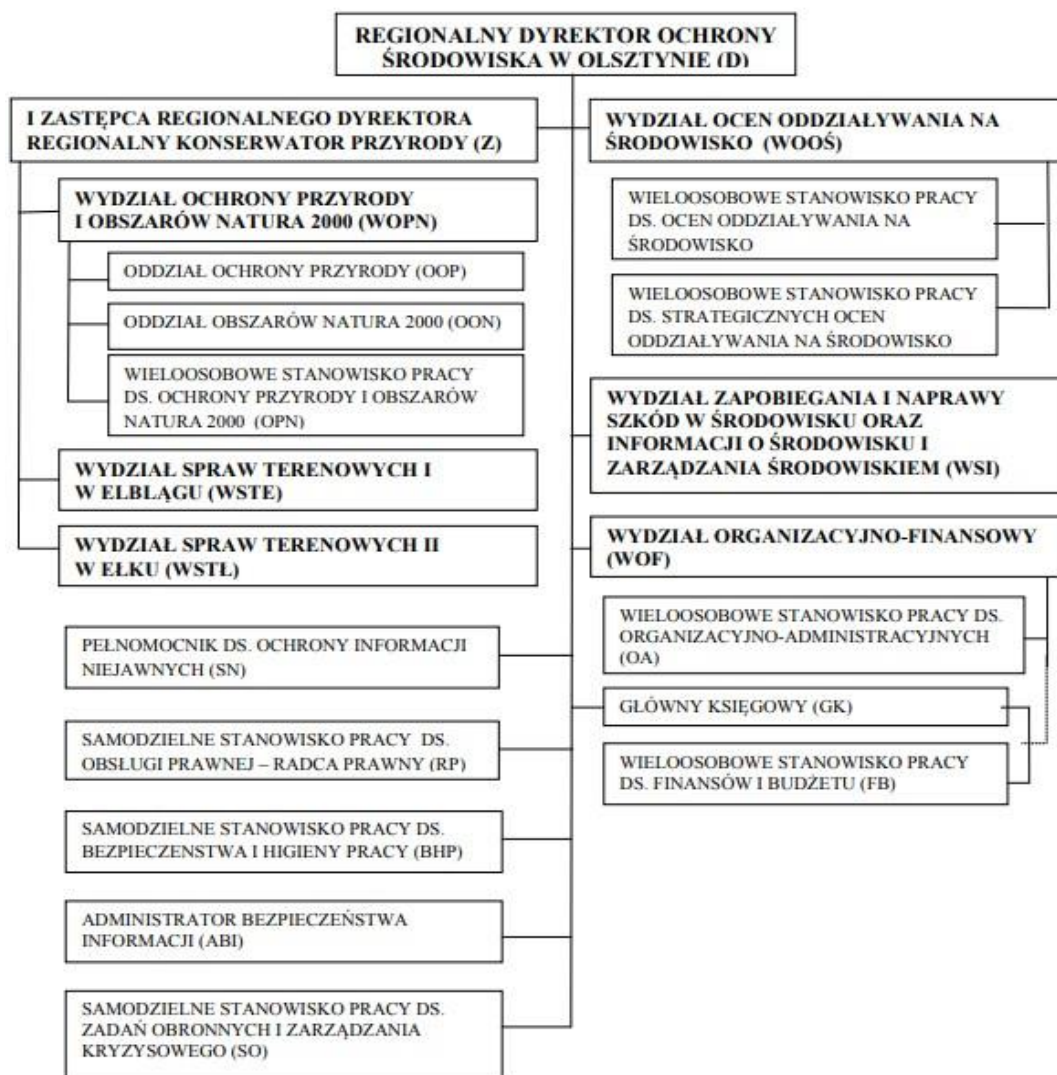 REGIONALNY DYREKTOR OCHRONY
ŚRODOWISKA W OLSZTYNIE (D)
I ZASTĘPCA REGIONALNEGO DYREKTORA
REGIONALNY KONSERWATOR PRZYRODY (Z)
WYDZIAŁ OCHRONY PRZYRODY
I OBSZARÓW NATURA 2000 (WOPN)
ODDZIAŁ OCHRONY PRZYRODY (OOP)
ODDZIAŁ OBSZARÓW NATURA 2000 (OON)
WIELOOSOBOWE STANOWISKO PRACY
DS. OCHRONY PRZYRODY I OBSZARÓW
NATURA 2000 (OPN)
WYDZIAŁ SPRAW TERENOWYCH I
W ELBLĄGU (WSTE)
WYDZIAŁ SPRAW TERENOWYCH II
W EŁKU (WSTŁ)
PEŁNOMOCNIK DS. OCHRONY INFORMACJI
NIEJAWNYCH (SN)
SAMODZIELNE STANOWISKO PRACY DS.
OBSŁUGI PRAWNEJ – RADCA PRAWNY (RP)
SAMODZIELNE STANOWISKO PRACY DS.
BEZPIECZENSTWA I HIGIENY PRACY (BHP)
ADMINISTRATOR BEZPIECZEŃSTWA
INFORMACJI (ABI)
SAMODZIELNE STANOWISKO PRACY DS.
ZADAŃ OBRONNYCH I ZARZĄDZANIA
KRYZYSOWEGO (SO)
WYDZIAŁ OCEN ODDZIAŁYWANIA NA
ŚRODOWISKO (WOOŚ)
WIELOOSOBOWE STANOWISKO PRACY
DS. OCEN ODDZIAŁYWANIA NA
ŚRODOWISKO
WIELOOSOBOWE STANOWISKO PRACY
DS. STRATEGICZNYCH OCEN
ODDZIAŁYWANIA NA ŚRODOWISKO
WYDZIAŁ ZAPOBIEGANIA I NAPRAWY
SZKÓD W ŚRODOWISKU ORAZ
INFORMACJI O ŚRODOWISKU I
ZARZĄDZANIA ŚRODOWISKIEM (WSI)
WYDZIAŁ ORGANIZACYJNO-FINANSOWY
(WOF)
WIELOOSOBOWE STANOWISKO PRACY DS.
ORGANIZACYJNO-ADMINISTRACYJNYCH
(OA)
GŁÓWNY KSIĘGOWY (GK)
WIELOOSOBOWE STANOWISKO PRACY
DS. FINANSÓW I BUDŻETU (FB)